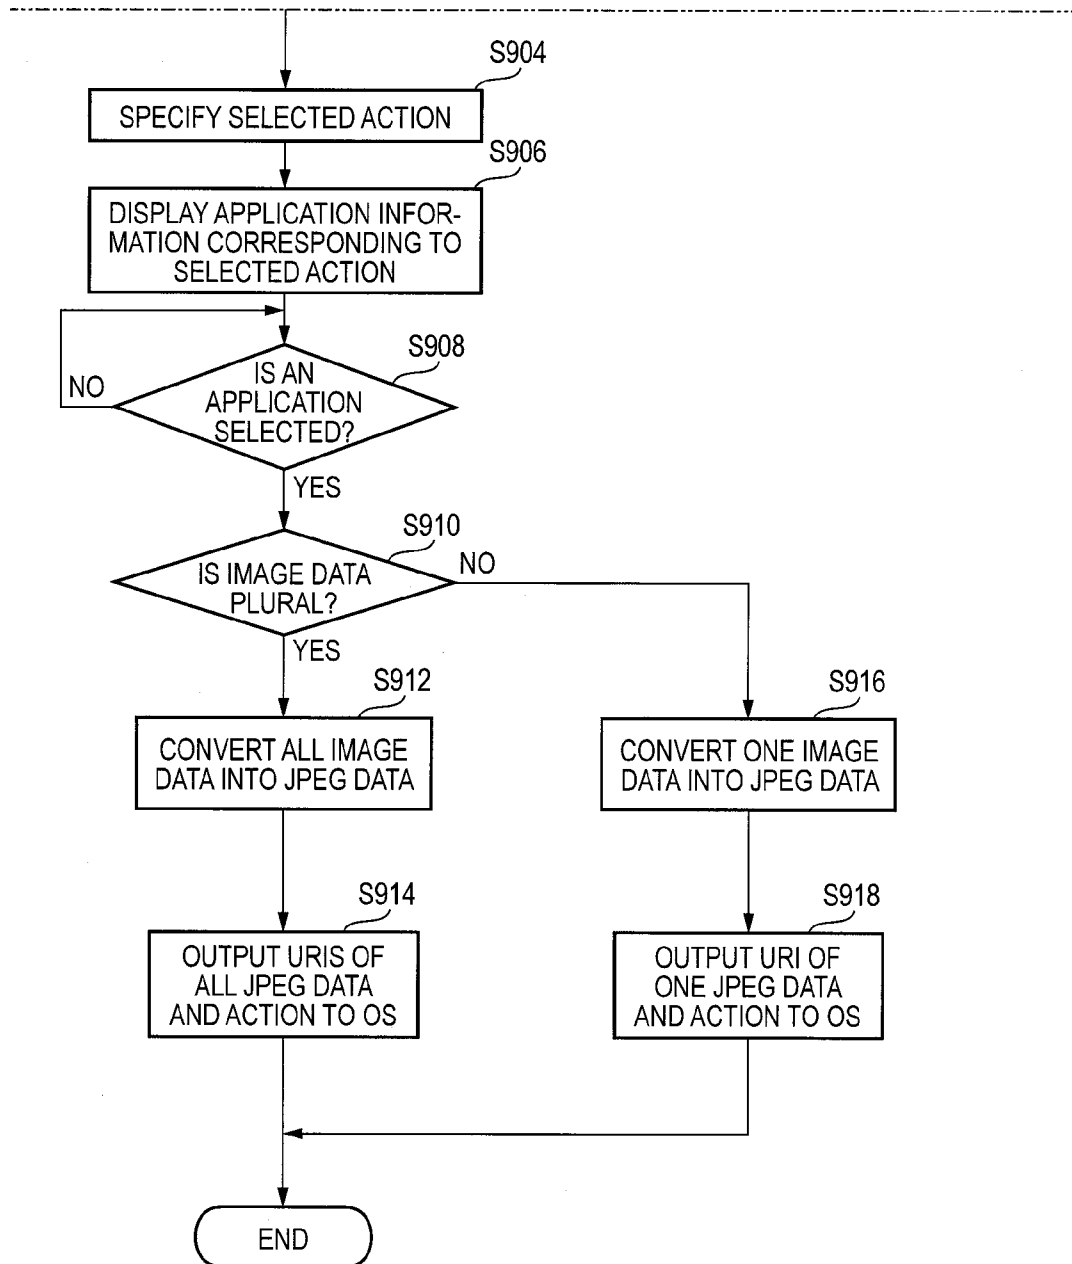 S904
SPECIFY SELECTED ACTION
S906
DISPLAY APPLICATION INFOR-
MATION CORRESPONDING TO
SELECTED ACTION
S908
IS AN
APPLICATION
SELECTED?
NO
YES
S910
IS IMAGE DATA
PLURAL?
NO
YES
S912
CONVERT ALL IMAGE
DATA INTO JPEG DATA
S916
CONVERT ONE IMAGE
DATA INTO JPEG DATA
S914
OUTPUT URIS OF
ALL JPEG DATA
AND ACTION TO OS
S918
OUTPUT URI OF
ONE JPEG DATA
AND ACTION TO OS
END